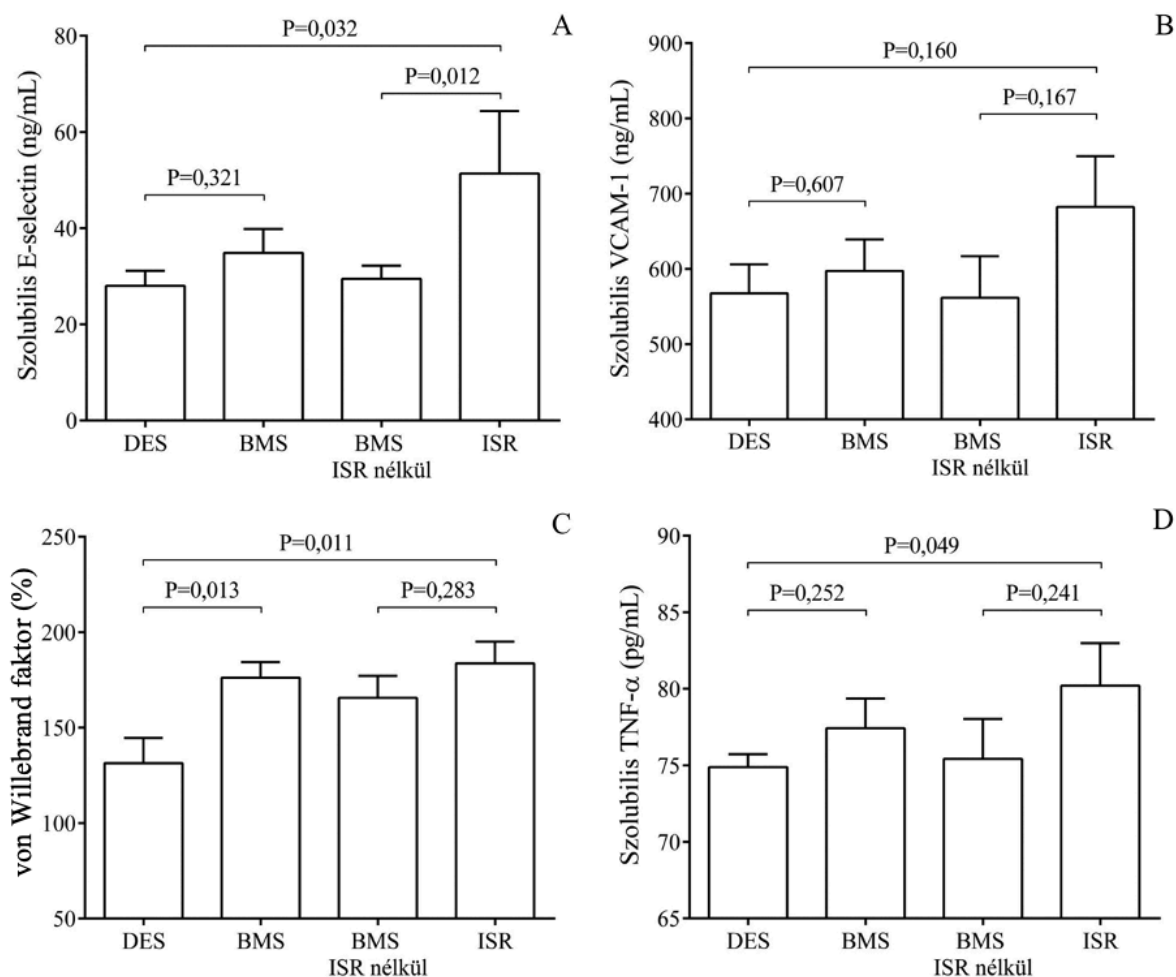 A
Szolubilis E-selectin (ng/mL)
80
60
40
20
0
P=0,032
P=0,012
P=0,321
DES
BMS
BMS
ISR nélkül
ISR
B
Szolubilis VCAM-1 (ng/mL)
900
800
700
600
500
400
P=0,160
P=0,167
P=0,607
DES
BMS
BMS
ISR nélkül
ISR
C
von Willebrand faktor (%)
250
200
150
100
50
P=0,011
P=0,013
P=0,283
DES
BMS
BMS
ISR nélkül
ISR
D
Szolubilis TNF-α (pg/mL)
90
85
80
75
75
65
P=0,049
P=0,252
P=0,241
DES
BMS
BMS
ISR nélkül
ISR